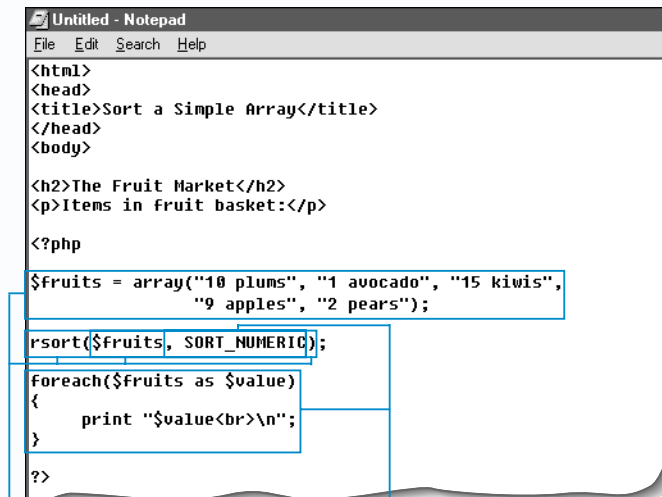 Untitled - Notepad
File Edit Search Help
<html>
<head>
<title>Sort a Simple Array</title>
</head>
<body>
<h2>The Fruit Market</h2>
<p>Items in fruit basket:</p>
<?php
$fruits = array("10 plums", "1 avocado", "15 kiwis",
"9 apples", "2 pears");
rsort($fruits, SORT_NUMERIC);
foreach($fruits as $value)
{
print "$value<br>\n";
}
?>